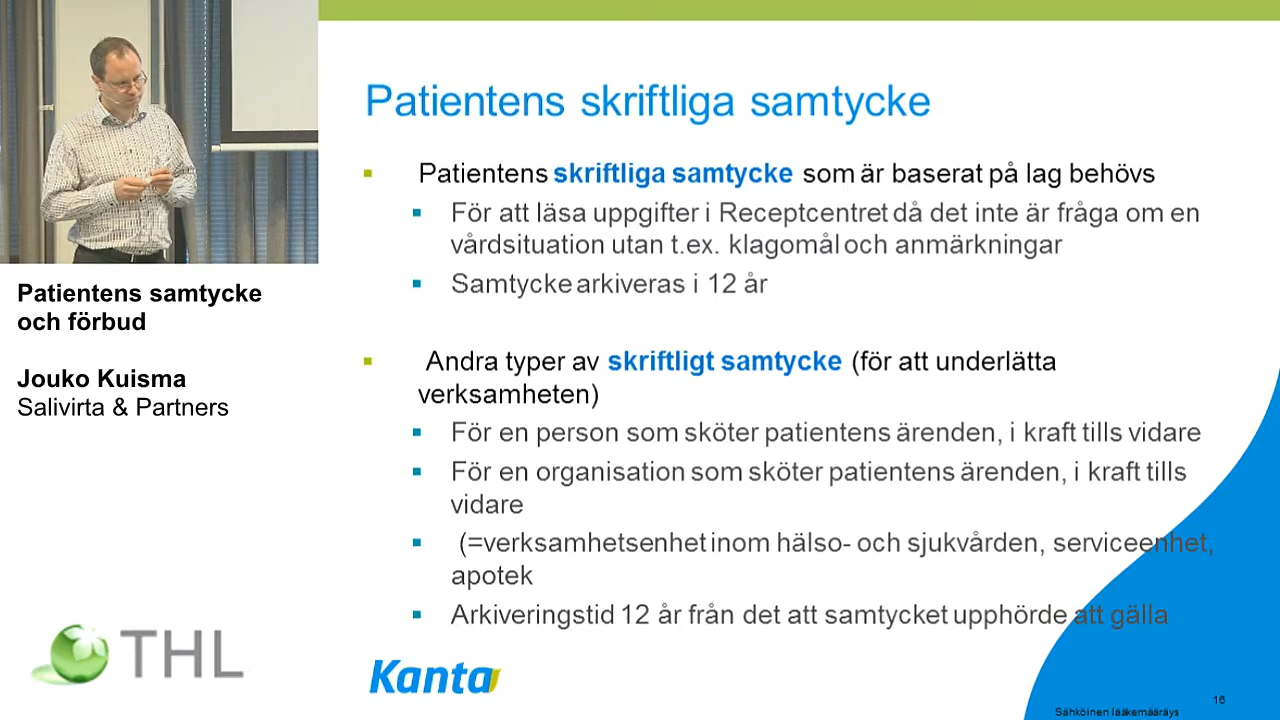 Patientens skriftliga samtycke
Patientens skriftliga samtycke som är baserat på lag behövs
För att läsa uppgifter i Receptcentret då det inte är fråga om en
vårdsituation utan t.ex. klagomål och anmärkningar
Samtycke arkiveras i 12 år
Andra typer av skriftligt samtycke (för att underlätta
verksamheten)
För en person som sköter patientens ärenden, i kraft tills vidare
För en organisation som sköter patientens ärenden, i kraft tills
vidare
(=verksamhetsenhet inom hälso- och sjukvården, serviceenhet,
apotek
Arkiveringstid 12 år från det att samtycket upphörde att gälla
Patientens samtycke
och förbud
Jouko Kuisma
Salivirta & Partners
THL
Kanta
16
Sähköinen lääkemääräys